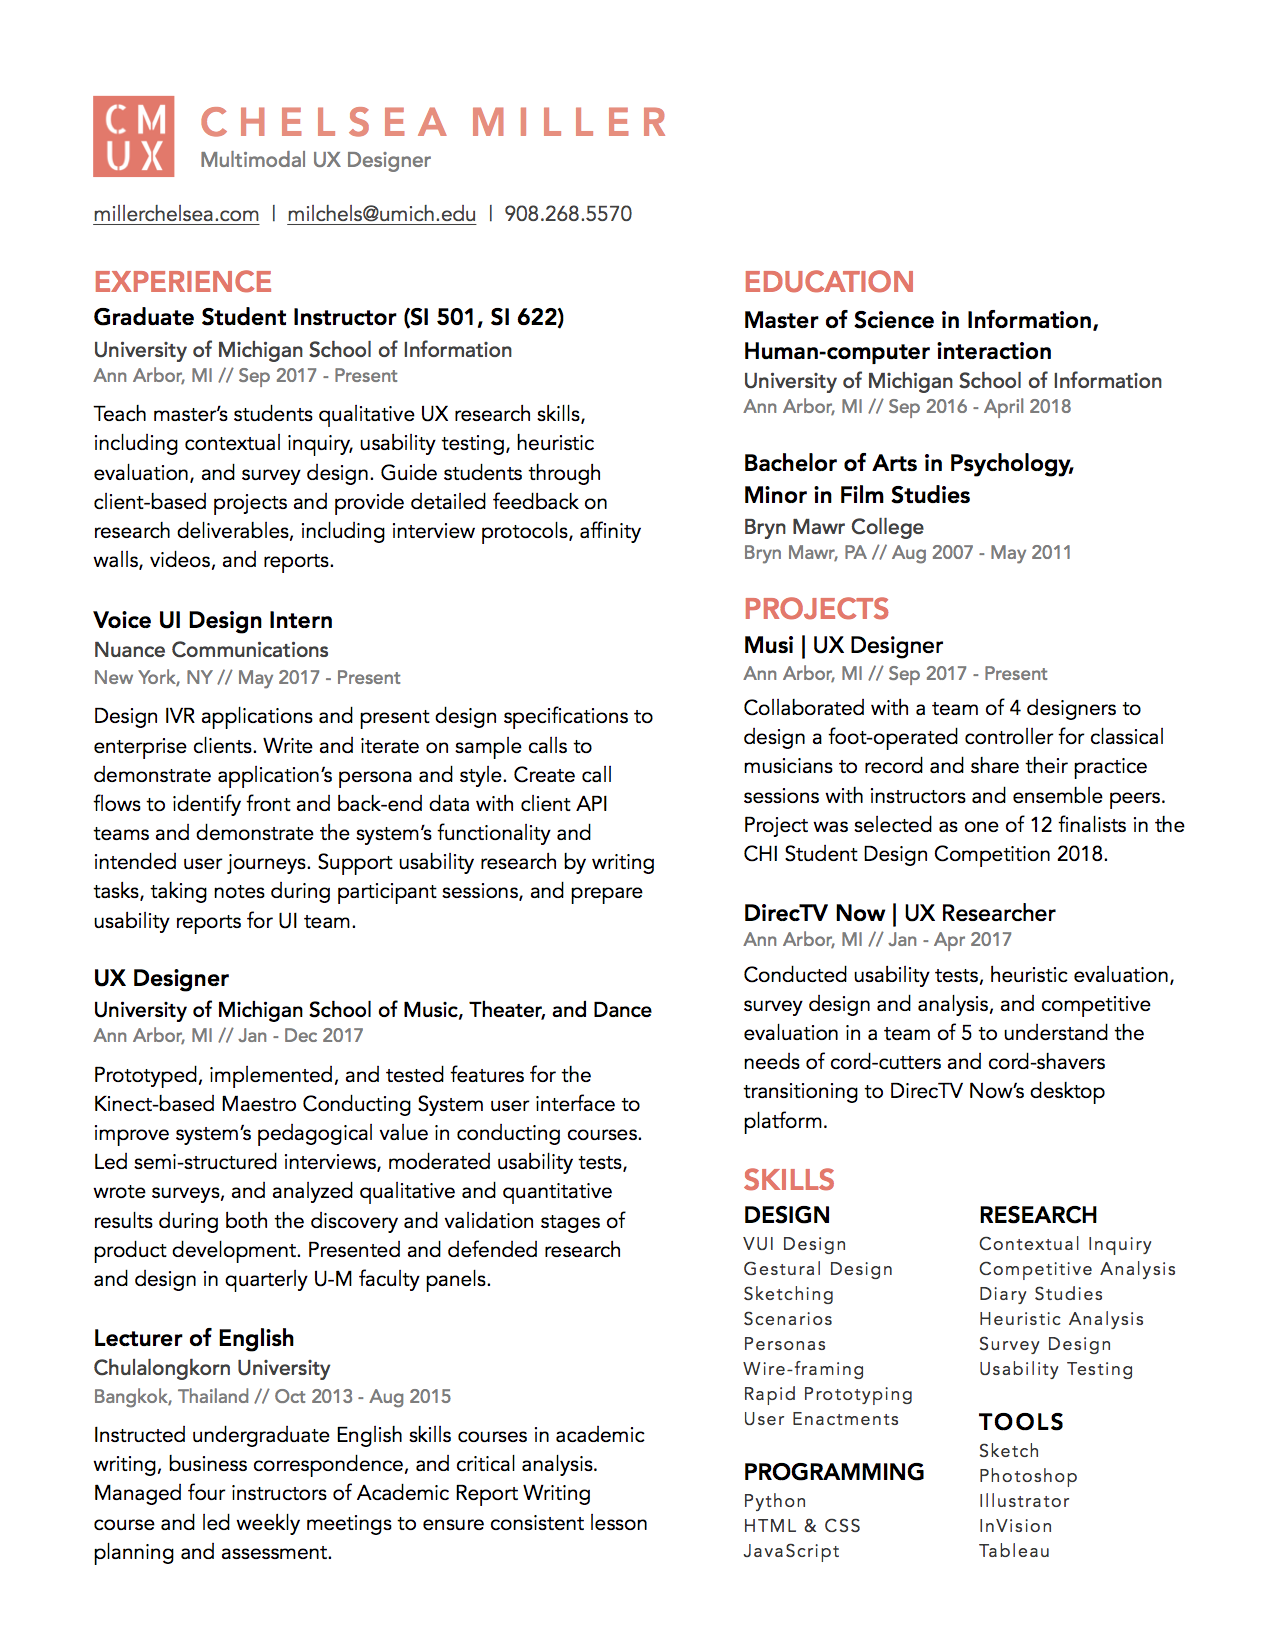 CM
UX
CHELSEA MILLER
Multimodal UX Designer
millerchelsea.com | milchels@umich.edu | 908.268.5570
EXPERIENCE
Graduate Student Instructor (SI 501, SI 622)
University of Michigan School of Information
Ann Arbor, MI // Sep 2017 - Present
Teach master’s students qualitative UX research skills,
including contextual inquiry, usability testing, heuristic
evaluation, and survey design. Guide students through
client-based projects and provide detailed feedback on
research deliverables, including interview protocols, affinity
walls, videos, and reports.
Voice UI Design Intern
Nuance Communications
New York, NY // May 2017 - Present
Design IVR applications and present design specifications to
enterprise clients. Write and iterate on sample calls to
demonstrate application’s persona and style. Create call
flows to identify front and back-end data with client API
teams and demonstrate the system’s functionality and
intended user journeys. Support usability research by writing
tasks, taking notes during participant sessions, and prepare
usability reports for UI team.
UX Designer
University of Michigan School of Music, Theater, and Dance
Ann Arbor, MI // Jan - Dec 2017
Prototyped, implemented, and tested features for the
Kinect-based Maestro Conducting System user interface to
improve system’s pedagogical value in conducting courses.
Led semi-structured interviews, moderated usability tests,
wrote surveys, and analyzed qualitative and quantitative
results during both the discovery and validation stages of
product development. Presented and defended research
and design in quarterly U-M faculty panels.
Lecturer of English
Chulalongkorn University
Bangkok, Thailand // Oct 2013 - Aug 2015
Instructed undergraduate English skills courses in academic
writing, business correspondence, and critical analysis.
Managed four instructors of Academic Report Writing
course and led weekly meetings to ensure consistent lesson
planning and assessment.
EDUCATION
Master of Science in Information,
Human-computer interaction
University of Michigan School of Information
Ann Arbor, MI // Sep 2016 - April 2018
Bachelor of Arts in Psychology,
Minor in Film Studies
Bryn Mawr College
Bryn Mawr, PA // Aug 2007 - May 2011
PROJECTS
Musi | UX Designer
Ann Arbor, MI // Sep 2017 - Present
Collaborated with a team of 4 designers to
design a foot-operated controller for classical
musicians to record and share their practice
sessions with instructors and ensemble peers.
Project was selected as one of 12 finalists in the
CHI Student Design Competition 2018.
DirecTV Now | UX Researcher
Ann Arbor, MI // Jan - Apr 2017
Conducted usability tests, heuristic evaluation,
survey design and analysis, and competitive
evaluation in a team of 5 to understand the
needs of cord-cutters and cord-shavers
transitioning to DirecTV Now’s desktop
platform.
SKILLS
DESIGN
VUI Design
Gestural Design
Sketching
Scenarios
Personas
Wire-framing
Rapid Prototyping
User Enactments
PROGRAMMING
Python
HTML & CSS
JavaScript
RESEARCH
Contextual Inquiry
Competitive Analysis
Diary Studies
Heuristic Analysis
Survey Design
Usability Testing
TOOLS
Sketch
Photoshop
Illustrator
InVision
Tableau